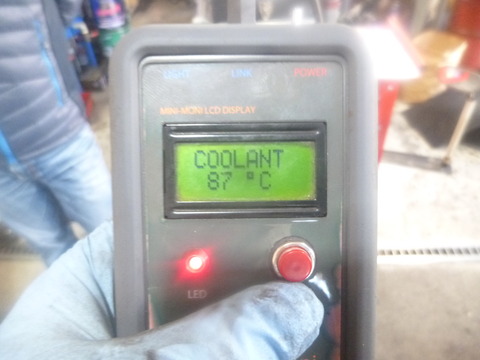 LIGHT LINK POWER
MINI-MONI LCD DISPLAY
COOLANT
87 °C
LED